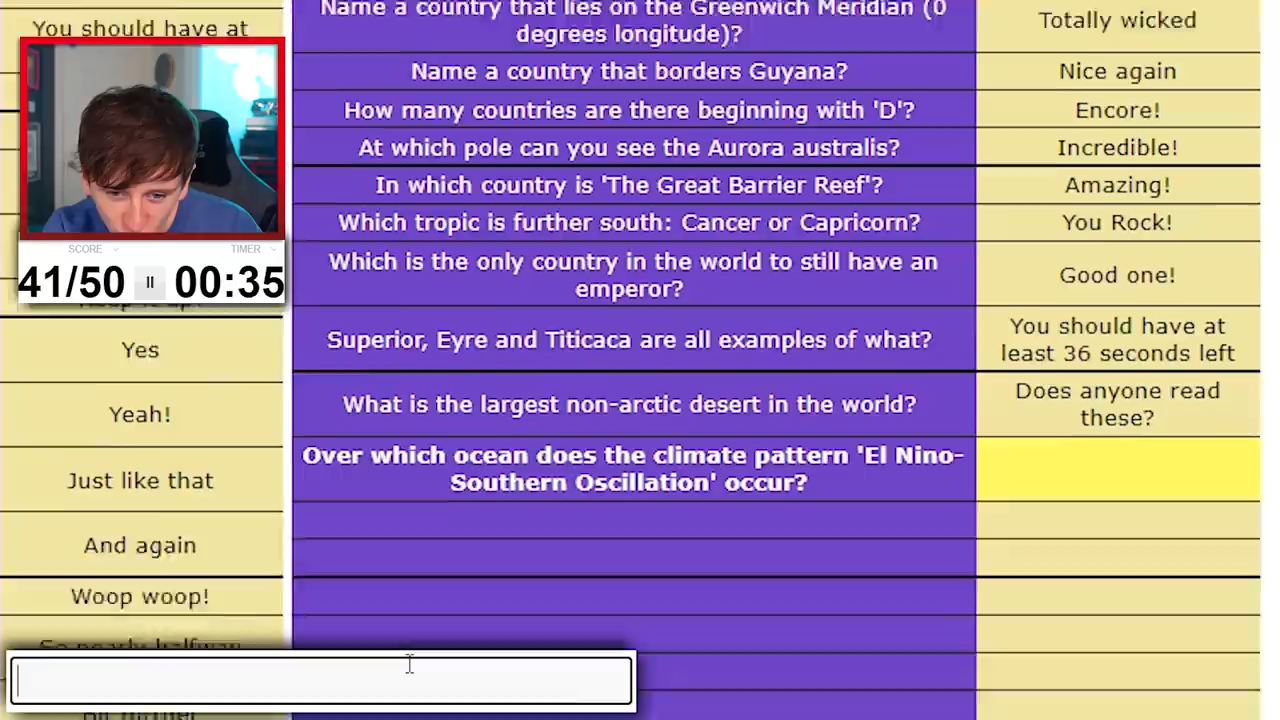 You should have at
SCORE
TIMER
41/50
00:35
Yes
Yeah!
Just like that
And again
Woop woop!
So nearly halfway
Bit further
Name a country that lies on the Greenwich Meridian (0
degrees longitude)?
Totally wicked
Name a country that borders Guyana?
Nice again
How many countries are there beginning with 'D'?
Encore!
At which pole can you see the Aurora australis?
Incredible!
In which country is 'The Great Barrier Reef'?
Amazing!
Which tropic is further south: Cancer or Capricorn?
You Rock!
Which is the only country in the world to still have an
emperor?
Good one!
Superior, Eyre and Titicaca are all examples of what?
You should have at
least 36 seconds left
What is the largest non-arctic desert in the world?
Does anyone read
these?
Over which ocean does the climate pattern 'El Nino-
Southern Oscillation' occur?